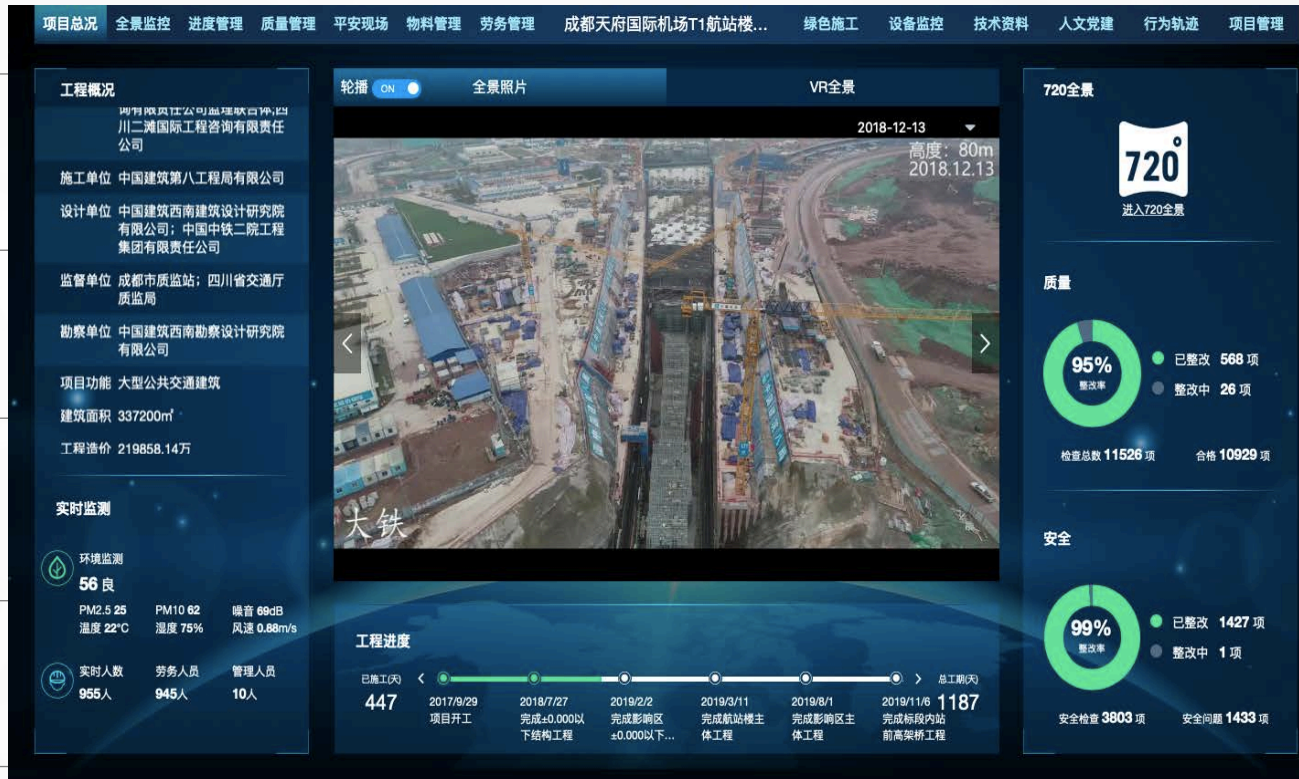 项目总况 全景监控 进度管理 质量管理 平安现场 物料管理 劳务管理 成都天府国际机场T1航站楼... 绿色施工 设备监控 技术资料 人文党建 行为轨迹 项目管理
工程概况
询有限责任公司监理联合体;四
川二滩国际工程咨询有限责任
公司
施工单位 中国建筑第八工程局有限公司
设计单位 中国建筑西南建筑设计研究院
有限公司；中国中铁二院工程
集团有限责任公司
监督单位 成都市质监站；四川省交通厅
质监局
勘察单位 中国建筑西南勘察设计研究院
有限公司
项目功能 大型公共交通建筑
建筑面积 337200㎡
工程造价 219858.14万
实时监测
环境监测
56 良
PM2.5 25 PM10 62 噪音 69dB
温度 22°C 湿度 75% 风速 0.88m/s
实时人数 劳务人员 管理人员
955人 945人 10人
轮播 ON 全景照片 VR全景
2018-12-13
高度：80m
2018.12.13
大铁
工程进度
已施工(天)
447
2017/9/29
项目开工
2018/7/27
完成±0.000以
下结构工程
2019/2/2
完成影响区
±0.000以下...
2019/3/11
完成航站楼主
体工程
2019/8/1
完成影响区主
体工程
2019/11/6
完成标段内站
前高架桥工程
总工期(天)
1187
720全景
720°
进入720全景
质量
95%
整改率
已整改 568 项
整改中 26 项
检查总数 11526 项 合格 10929 项
安全
99%
整改率
已整改 1427 项
整改中 1 项
安全检查 3803 项 安全问题 1433 项